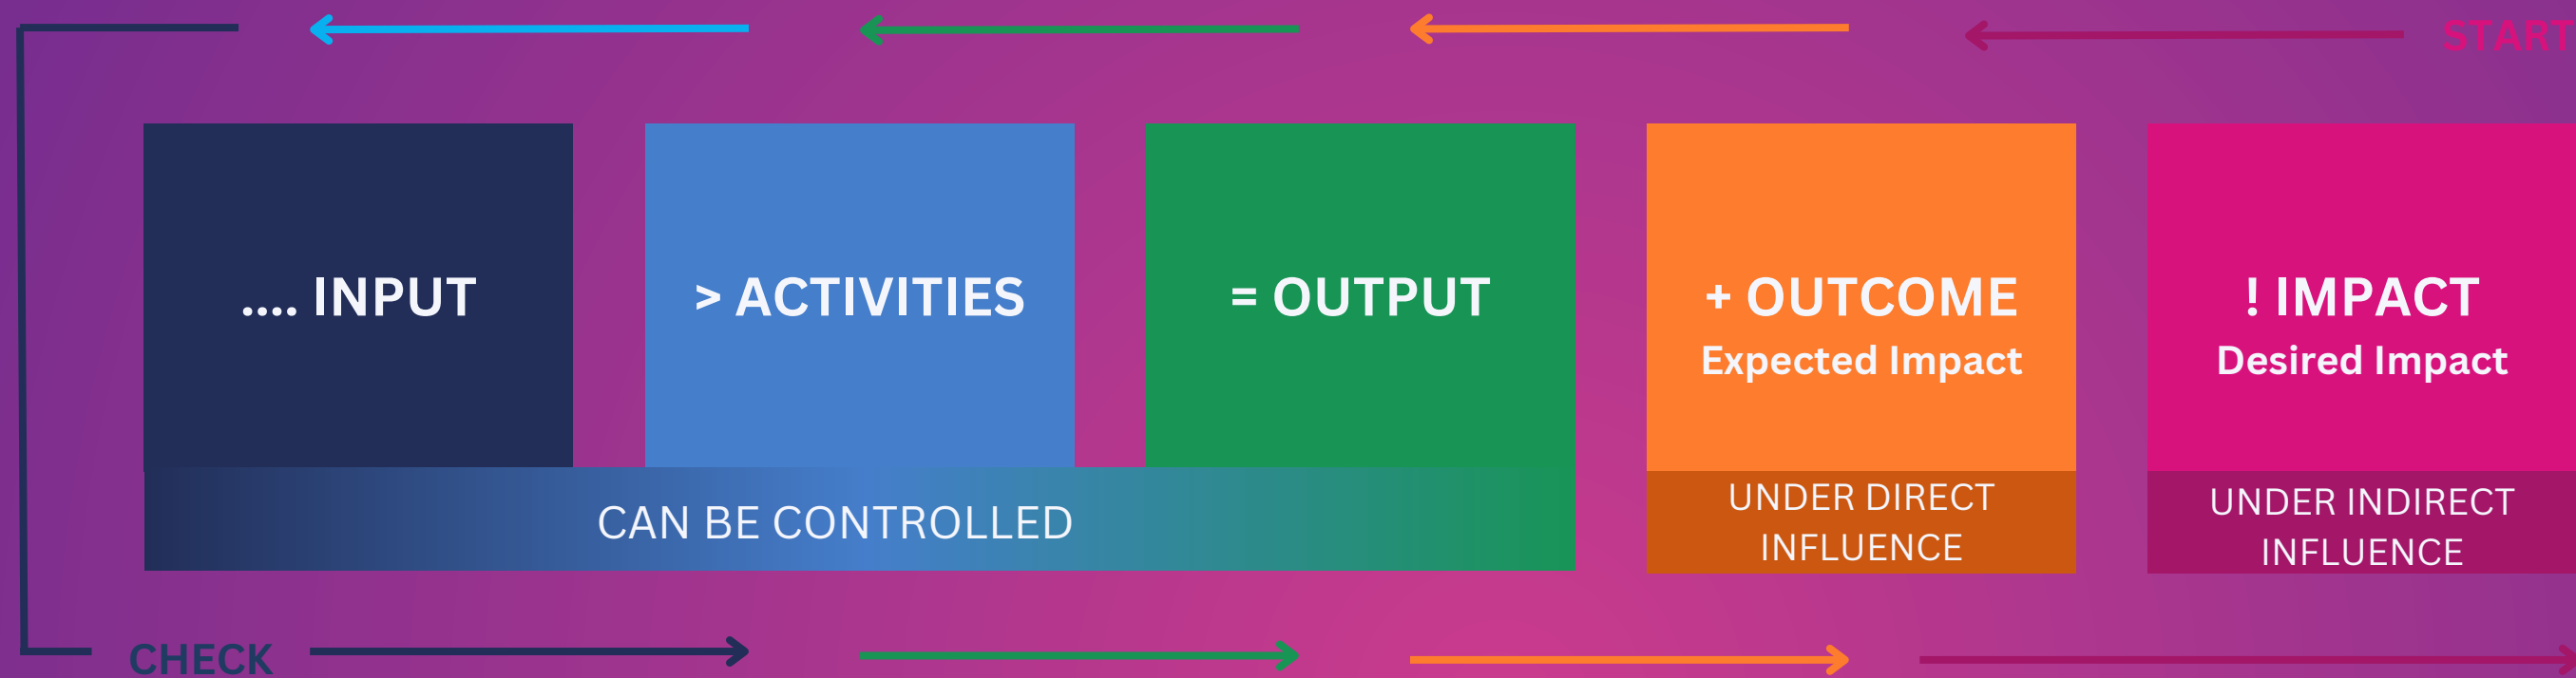 START
.... INPUT
> ACTIVITIES
= OUTPUT
+ OUTCOME
Expected Impact
! IMPACT
Desired Impact
CAN BE CONTROLLED
UNDER DIRECT
INFLUENCE
UNDER INDIRECT
INFLUENCE
CHECK